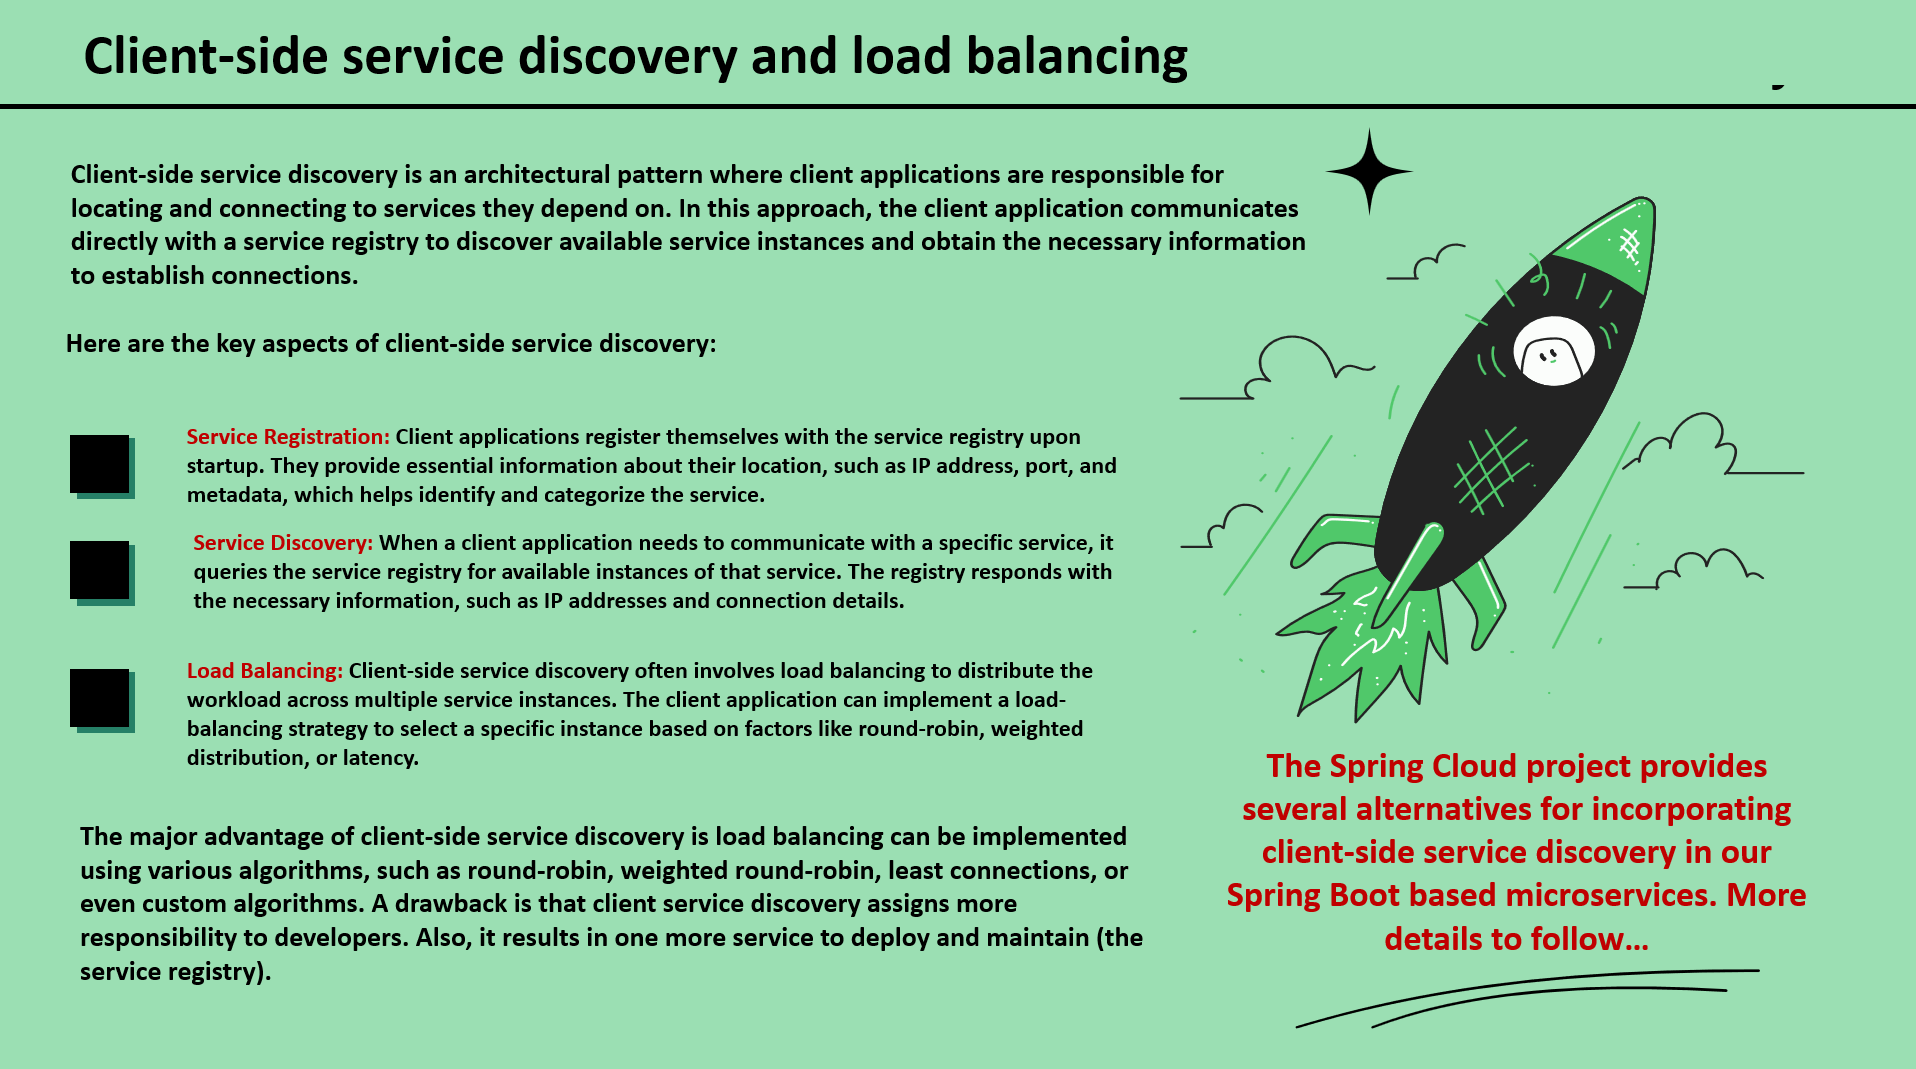 Client-side service discovery and load balancing
Client-side service discovery is an architectural pattern where client applications are responsible for
locating and connecting to services they depend on. In this approach, the client application communicates
directly with a service registry to discover available service instances and obtain the necessary information
to establish connections.
Here are the key aspects of client-side service discovery:
Service Registration: Client applications register themselves with the service registry upon
startup. They provide essential information about their location, such as IP address, port, and
metadata, which helps identify and categorize the service.
Service Discovery: When a client application needs to communicate with a specific service, it
queries the service registry for available instances of that service. The registry responds with
the necessary information, such as IP addresses and connection details.
Load Balancing: Client-side service discovery often involves load balancing to distribute the
workload across multiple service instances. The client application can implement a load-
balancing strategy to select a specific instance based on factors like round-robin, weighted
distribution, or latency.
The major advantage of client-side service discovery is load balancing can be implemented
using various algorithms, such as round-robin, weighted round-robin, least connections, or
even custom algorithms. A drawback is that client service discovery assigns more
responsibility to developers. Also, it results in one more service to deploy and maintain (the
service registry).
The Spring Cloud project provides
several alternatives for incorporating
client-side service discovery in our
Spring Boot based microservices. More
details to follow…